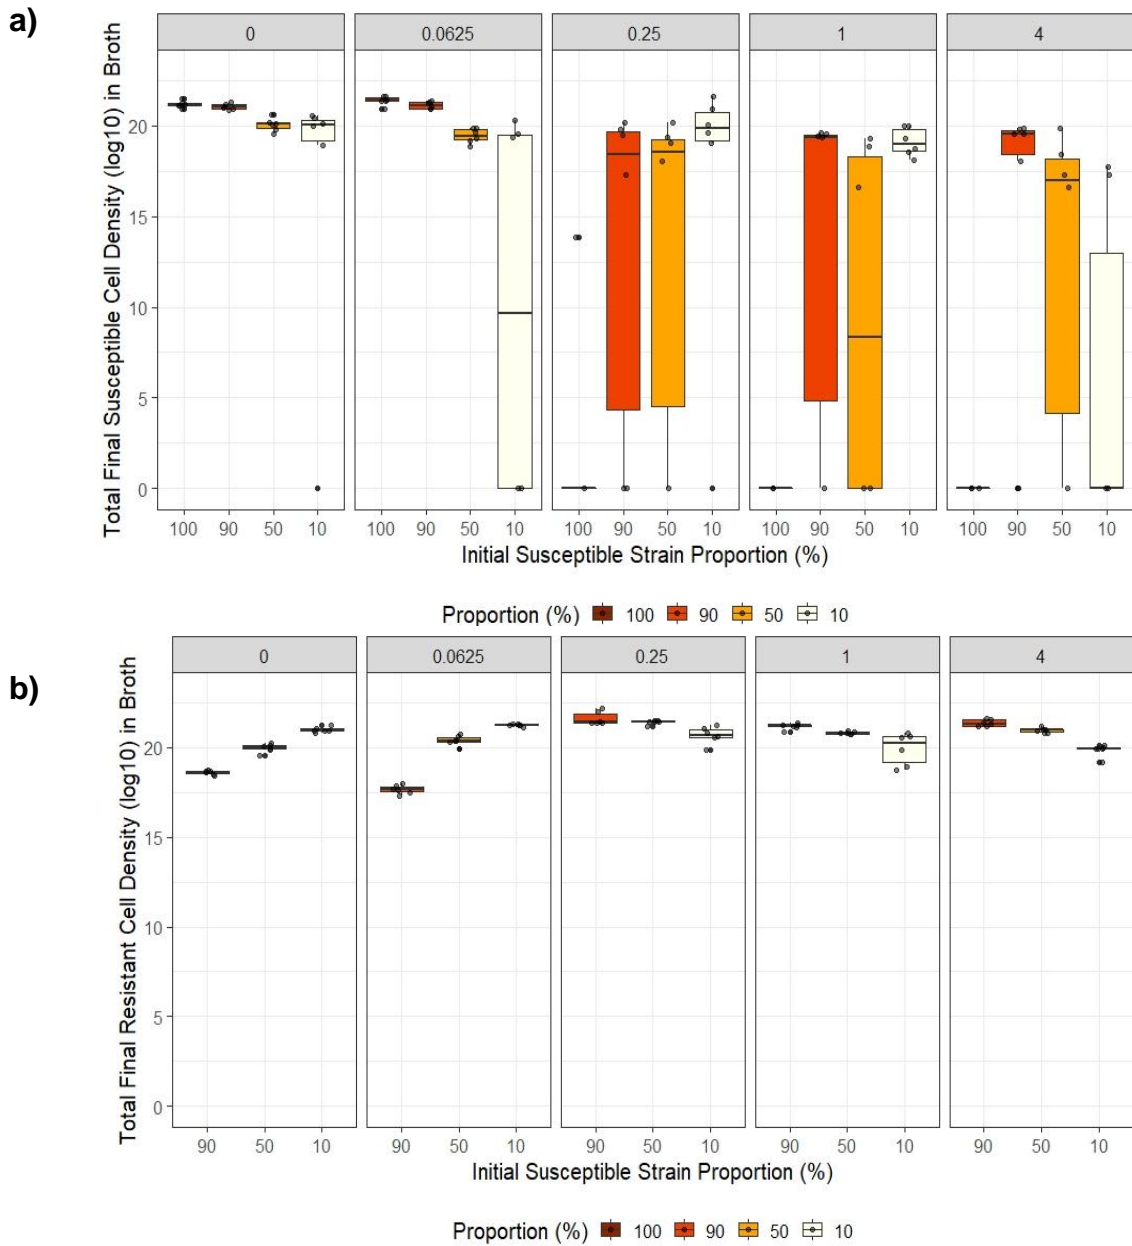 a)
Total Final Susceptible Cell Density (log10) in Broth
0 0.0625 0.25 1 4
20
15
10
5
0
100 90 50 10 100 90 50 10 100 90 50 10 100 90 50 10 100 90 50 10
Initial Susceptible Strain Proportion (%)
Proportion (%) 100 90 50 10
b)
Total Final Resistant Cell Density (log10) in Broth
0 0.0625 0.25 1 4
20
15
10
5
0
90 50 10 90 50 10 90 50 10 90 50 10 90 50 10
Initial Susceptible Strain Proportion (%)
Proportion (%) 100 90 50 10